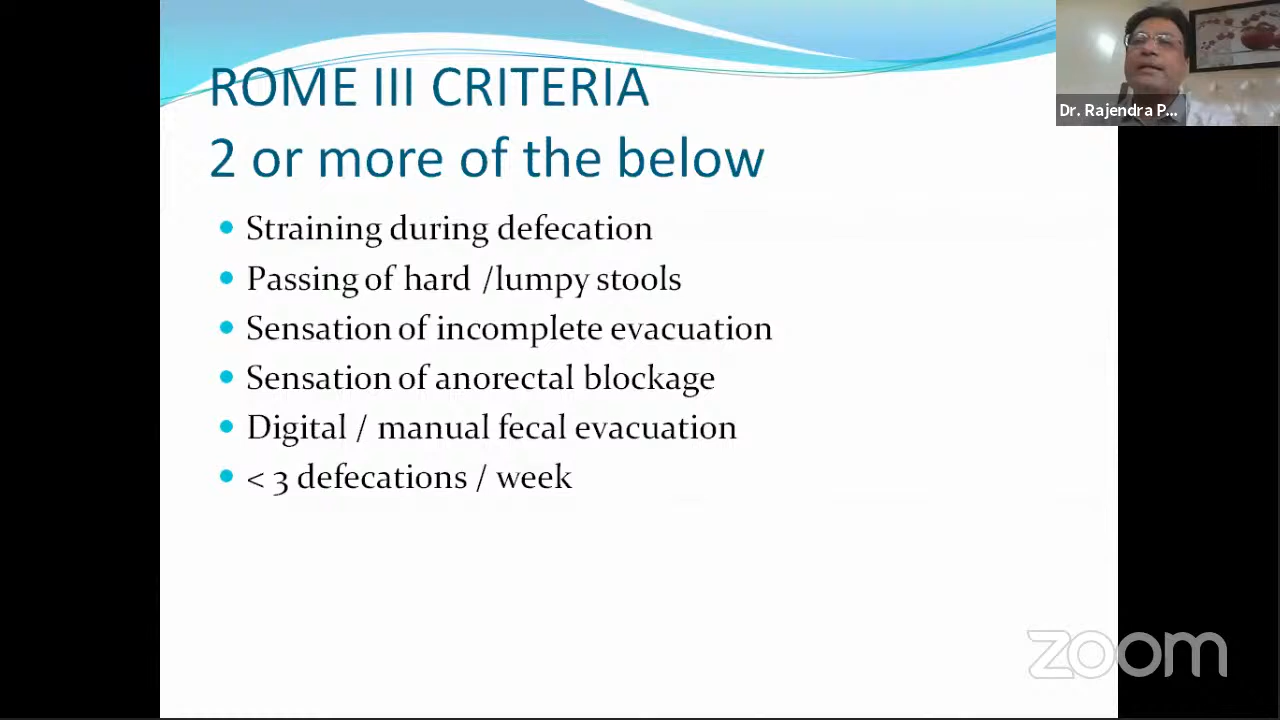 ROME III CRITERIA
2 or more of the below
Dr. Rajendra P...
• Straining during defecation
• Passing of hard /lumpy stools
• Sensation of incomplete evacuation
• Sensation of anorectal blockage
• Digital / manual fecal evacuation
• < 3 defecations / week
zoom